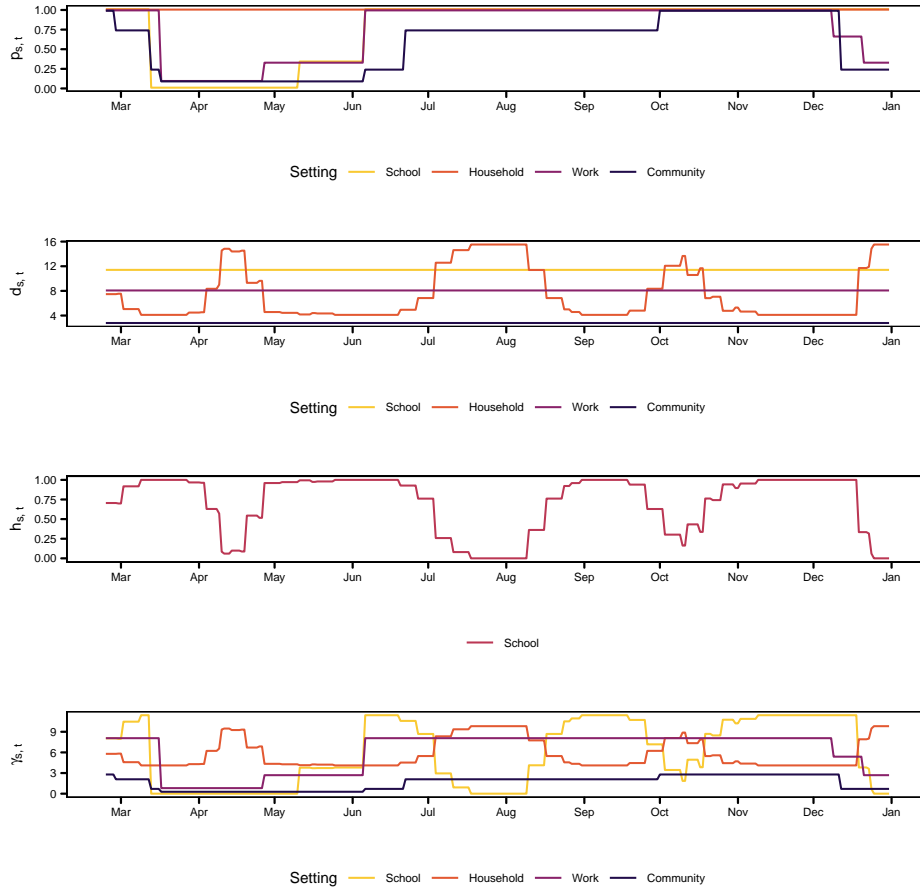 1.00
0.75
0.50
0.25
0.00
p s, t
Mar Apr May Jun Jul Aug Sep Oct Nov Dec Jan
Setting School Household Work Community
16
12
8
4
d s, t
Mar Apr May Jun Jul Aug Sep Oct Nov Dec Jan
Setting School Household Work Community
1.00
0.75
0.50
0.25
0.00
h s, t
Mar Apr May Jun Jul Aug Sep Oct Nov Dec Jan
School
9
6
3
0
γ s, t
Mar Apr May Jun Jul Aug Sep Oct Nov Dec Jan
Setting School Household Work Community